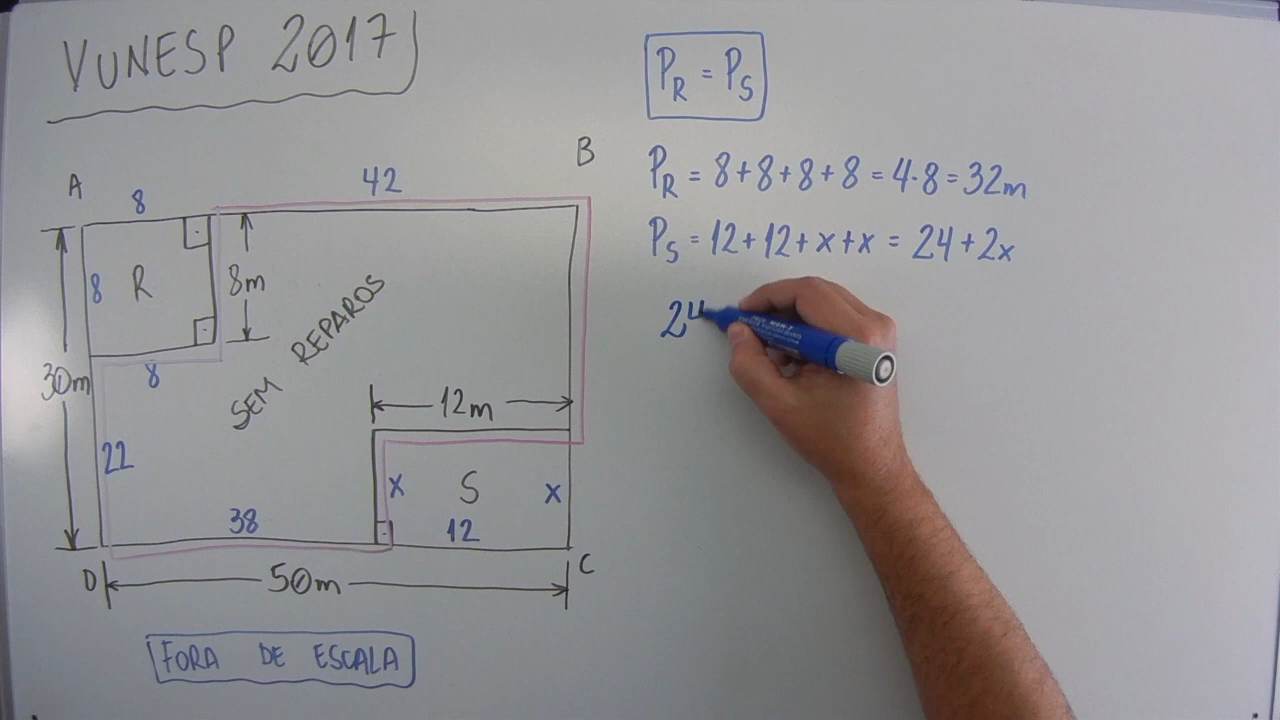 VUNESP 2017
P_R = P_S
P_R = 8+8+8+8 = 4·8 = 32m
P_S = 12+12+x+x = 24+2x
24
A
B
8
42
8
R
8m
8
30m
SEM REPAROS
12m
22
x
S
x
38
12
D
50m
C
FORA DE ESCALA